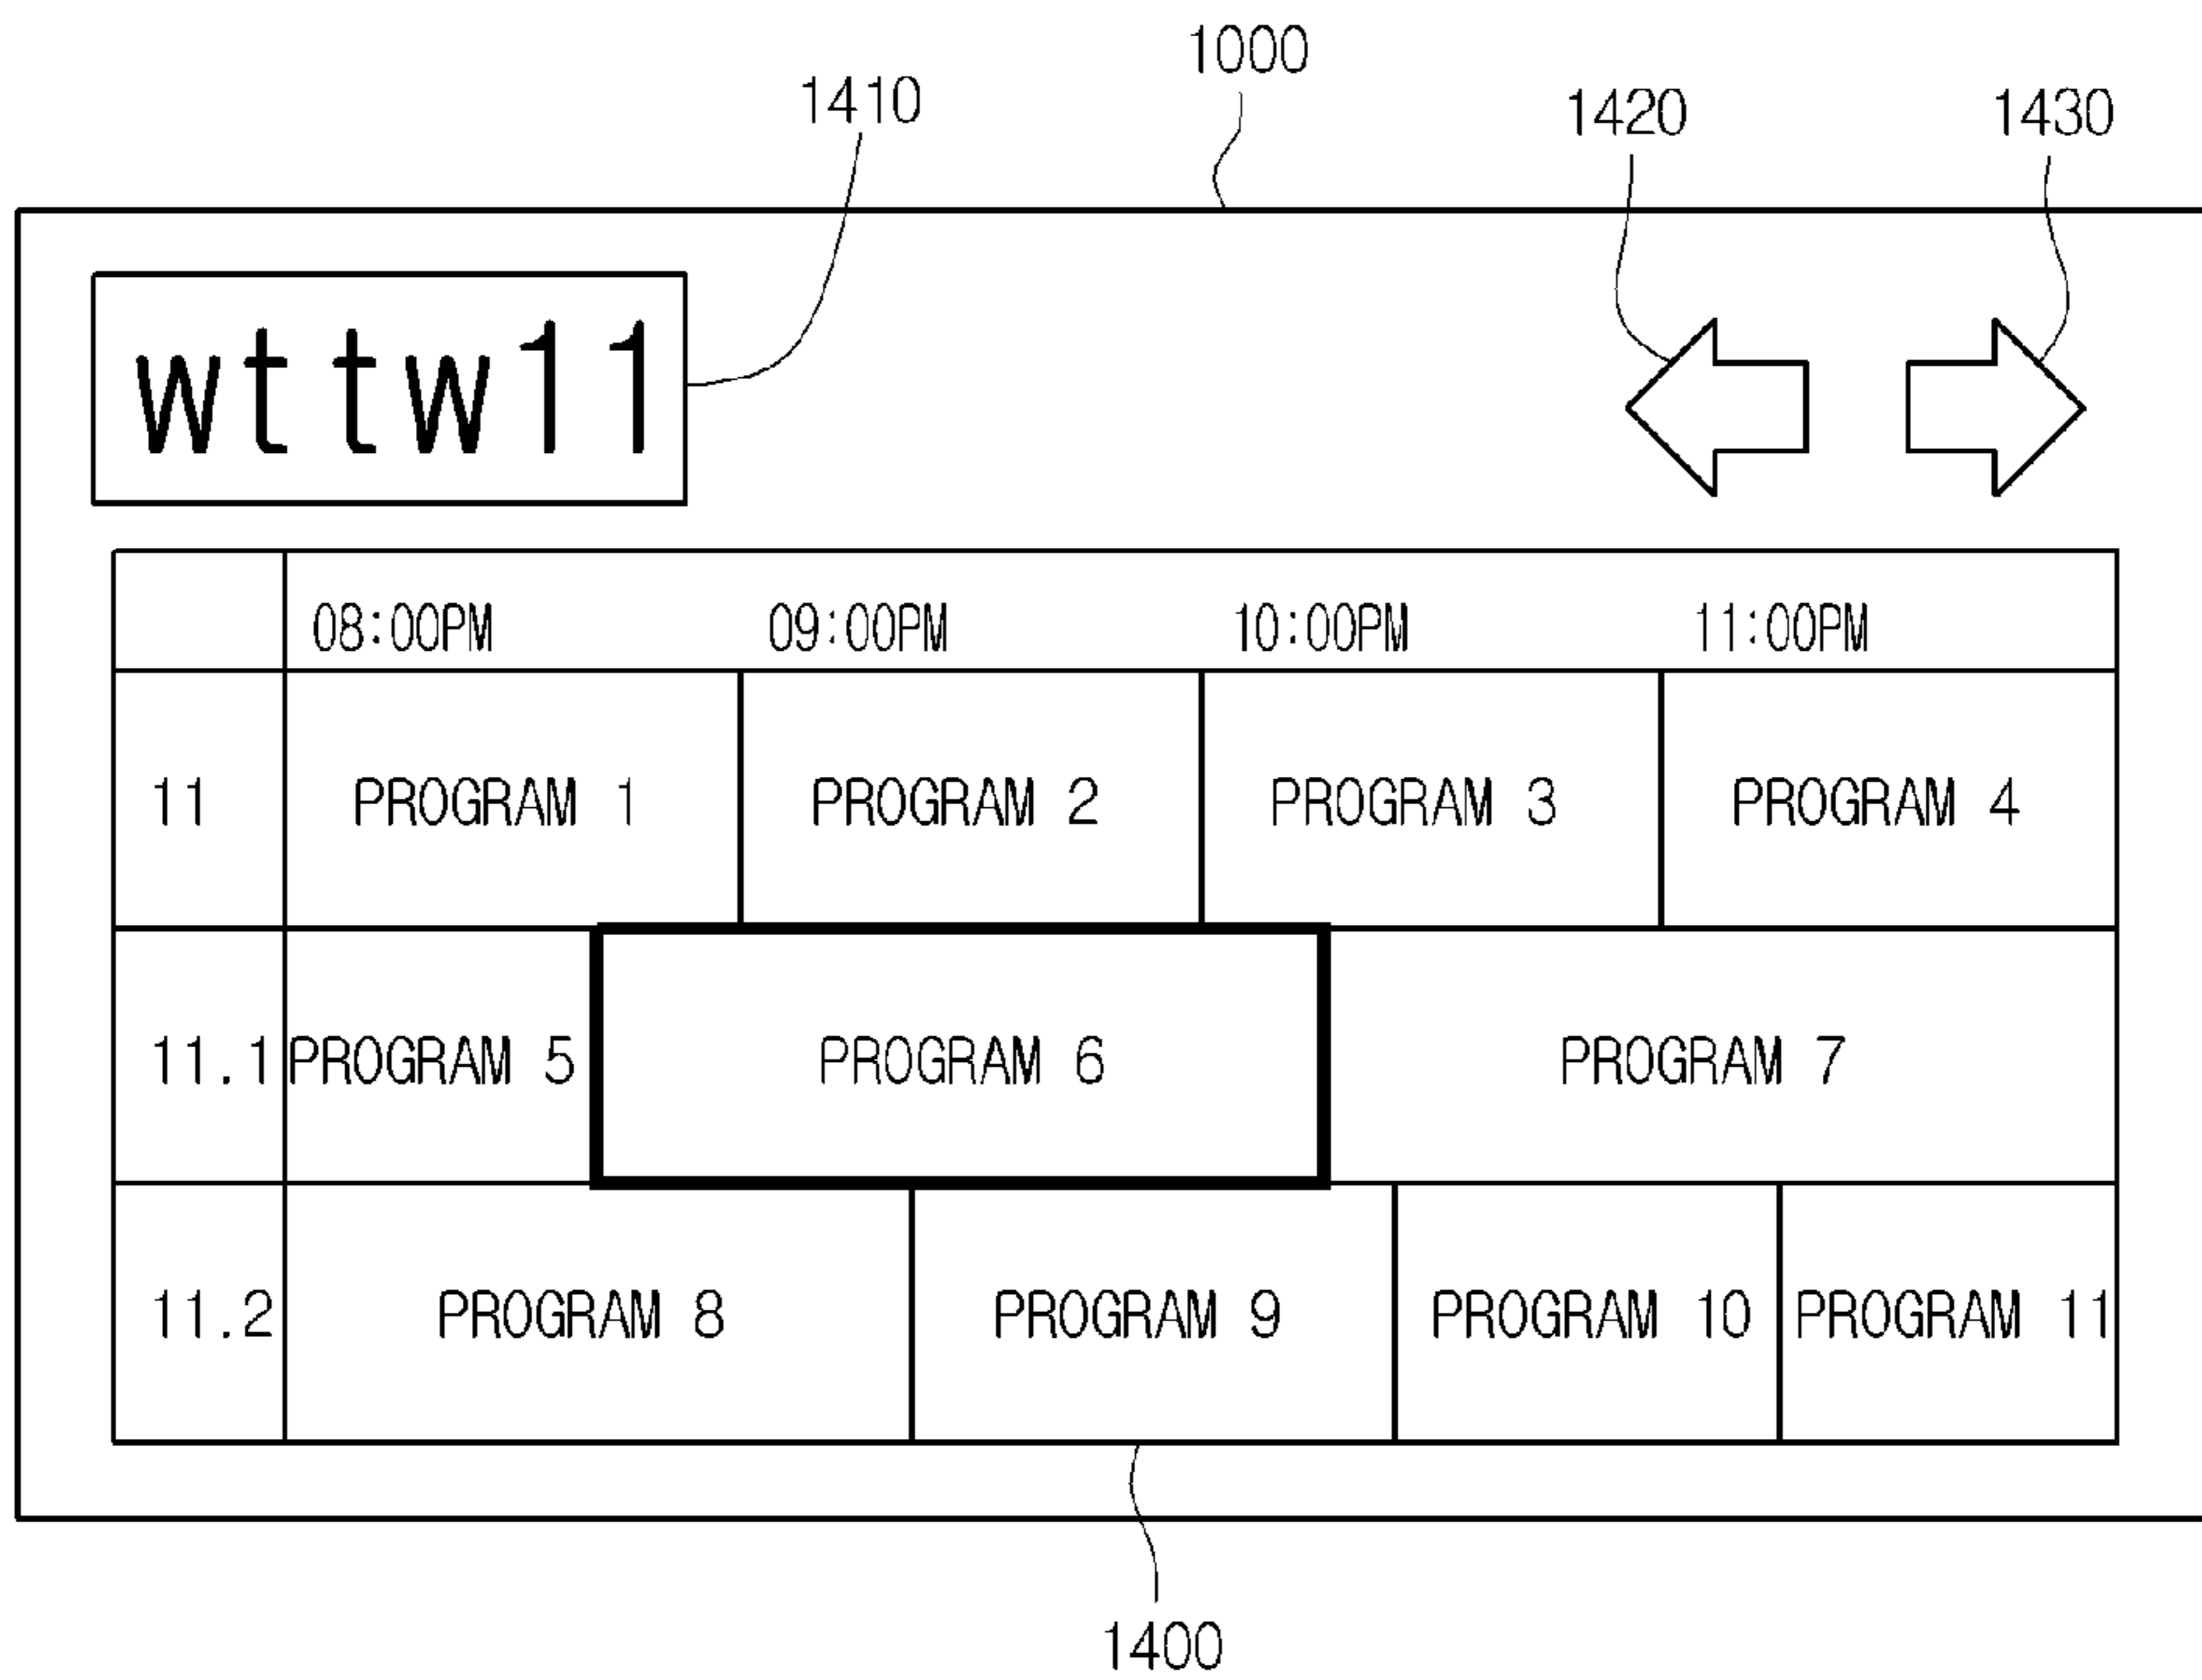 1000
1410
1420 1430
wttw11
08:00PM 09:00PM 10:00PM 11:00PM
11 PROGRAM 1 PROGRAM 2 PROGRAM 3 PROGRAM 4
11.1 PROGRAM 5 PROGRAM 6 PROGRAM 7
11.2 PROGRAM 8 PROGRAM 9 PROGRAM 10 PROGRAM 11
1400